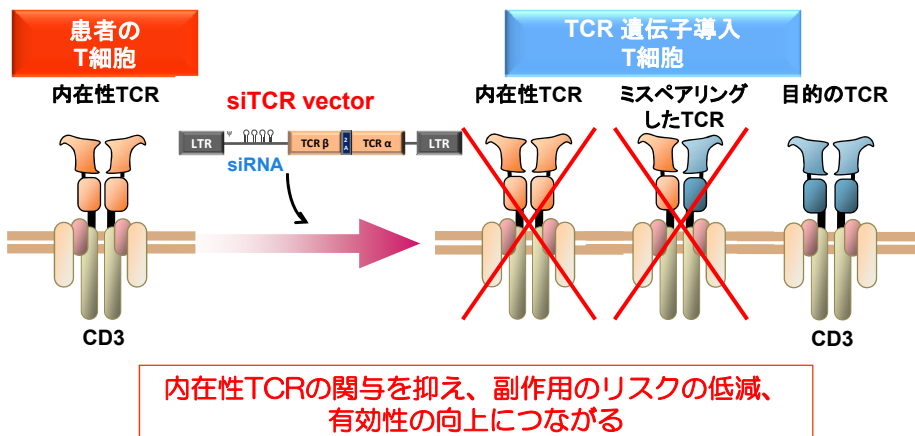 患者の
T細胞
TCR 遺伝子導入
T細胞
内在性TCR
siTCR vector
内在性TCR
ミスペアリング
したTCR
目的のTCR
LTR
Ψ
TCR β
2A
TCR α
LTR
siRNA
CD3
CD3
内在性TCRの関与を抑え、副作用のリスクの低減、
有効性の向上につながる